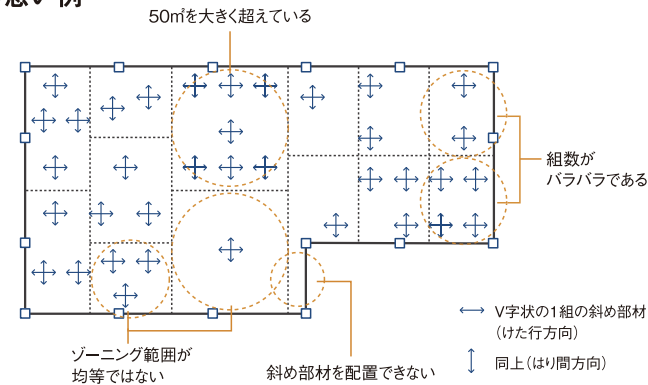 悪い例
50㎡を大きく超えている
組数が
バラバラである
V字状の1組の斜め部材
(けた行方向)
同上(はり間方向)
ゾーニング範囲が
均等ではない
斜め部材を配置できない